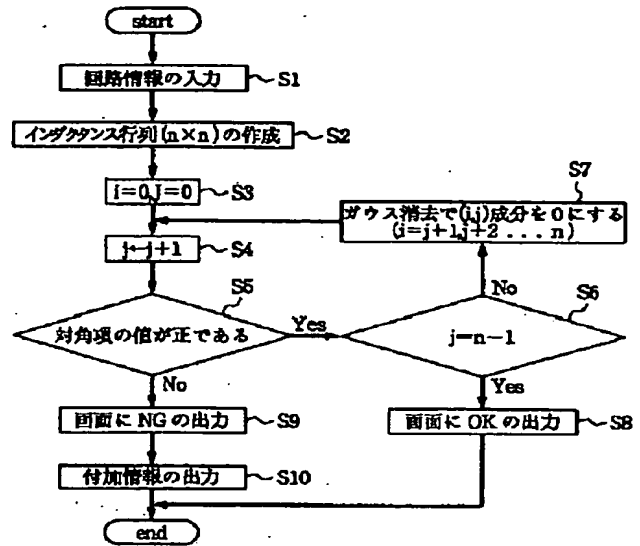 start
回路情報の入力
S1
インダクタンス行列(n×n)の作成
S2
i=0,j=0
S3
S7
ガウス消去で(i,j)成分を0にする
(i=j+1,j+2 . . . n)
j←j+1
S4
S5
対角項の値が正である
Yes
No
S6
j=n−1
No
Yes
画面に NG の出力
S9
画面に OK の出力
S8
付加情報の出力
S10
end